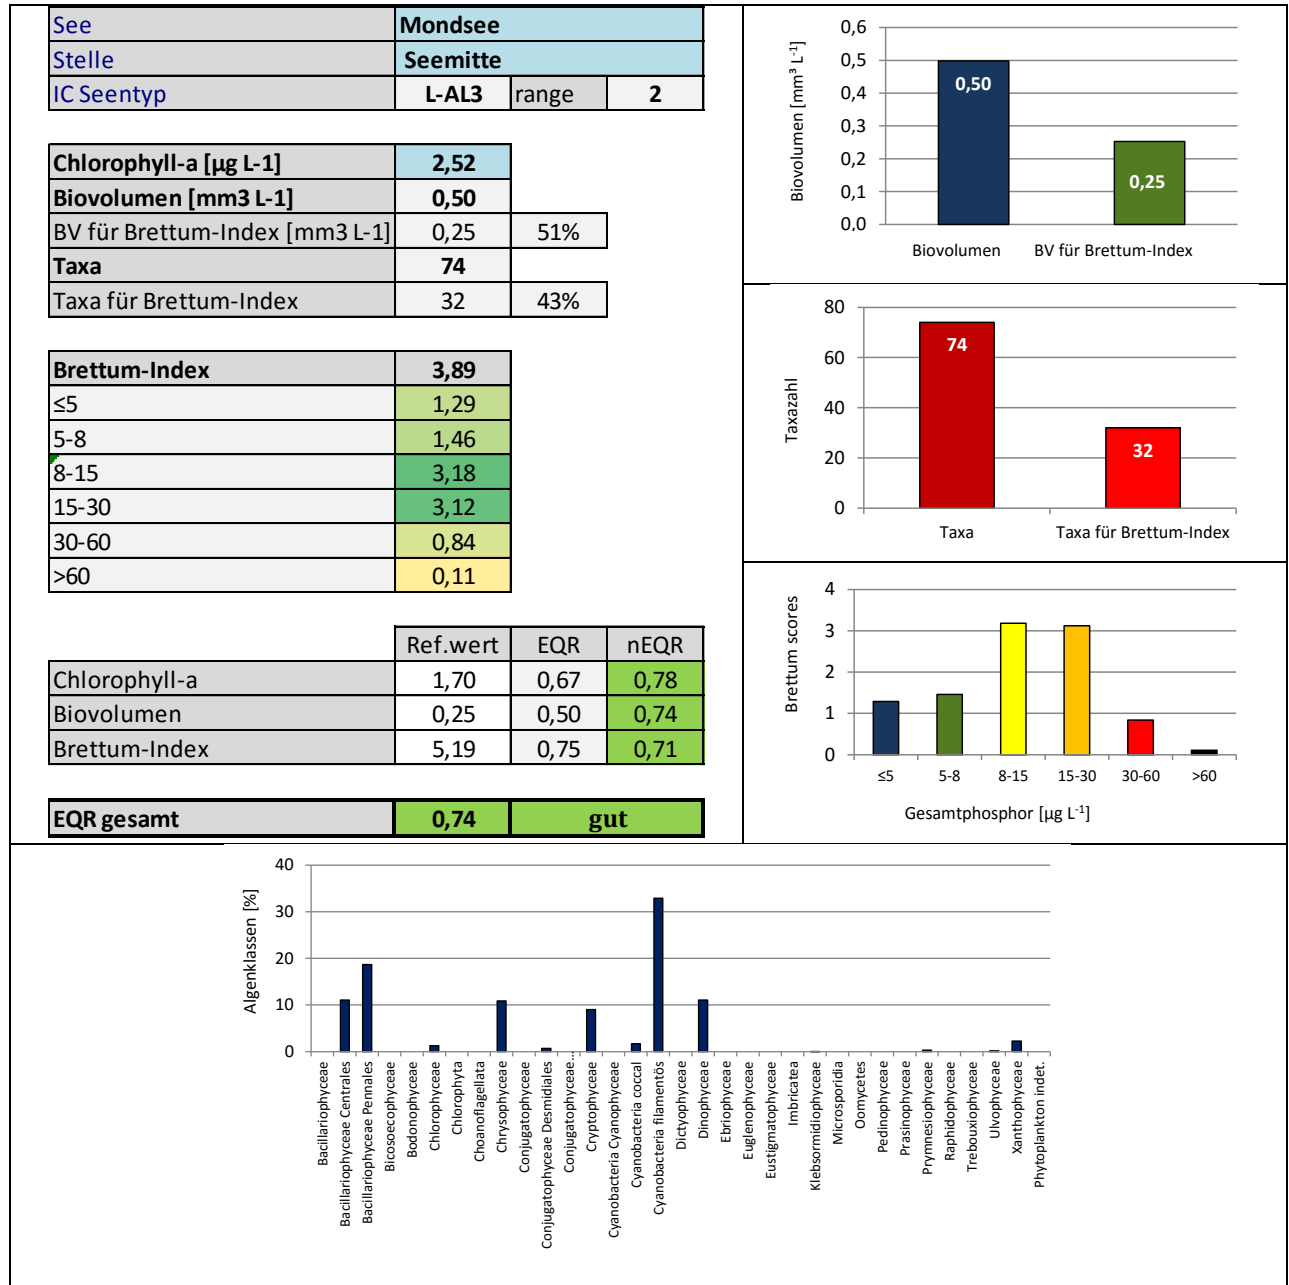 See Mondsee
Stelle Seemitte
IC Seentyp L-AL3 range 2
Chlorophyll-a [µg L-1] 2,52
Biovolumen [mm3 L-1] 0,50
BV für Brettum-Index [mm3 L-1] 0,25 51%
Taxa 74
Taxa für Brettum-Index 32 43%
Brettum-Index 3,89
≤5 1,29
5-8 1,46
8-15 3,18
15-30 3,12
30-60 0,84
>60 0,11
Ref.wert EQR nEQR
Chlorophyll-a 1,70 0,67 0,78
Biovolumen 0,25 0,50 0,74
Brettum-Index 5,19 0,75 0,71
EQR gesamt 0,74 gut
Biovolumen [mm³ L-1]
0,6
0,5
0,4
0,3
0,2
0,1
0,0
0,50
0,25
Biovolumen BV für Brettum-Index
Taxazahl
80
60
40
20
0
74
32
Taxa Taxa für Brettum-Index
Brettum scores
4
3
2
1
0
≤5 5-8 8-15 15-30 30-60 >60
Gesamtphosphor [µg L-1]
Algenklassen [%]
40
30
20
10
0
Bacillariophyceae
Bacillariophyceae Centrales
Bacillariophyceae Pennales
Bicosoecophyceae
Bodonophyceae
Chlorophyceae
Chlorophyta
Choanoflagellata
Chrysophyceae
Conjugatophyceae
Conjugatophyceae Desmidiales
Conjugatophyceae...
Cryptophyceae
Cyanobacteria Cyanophyceae
Cyanobacteria coccal
Cyanobacteria filamentös
Dictyophyceae
Dinophyceae
Ebriophyceae
Euglenophyceae
Eustigmatophyceae
Imbricatea
Klebsormidiophyceae
Microsporidia
Oomycetes
Pedinophyceae
Prasinophyceae
Prymnesiophyceae
Raphidophyceae
Trebouxiophyceae
Ulvophyceae
Xanthophyceae
Phytoplankton indet.